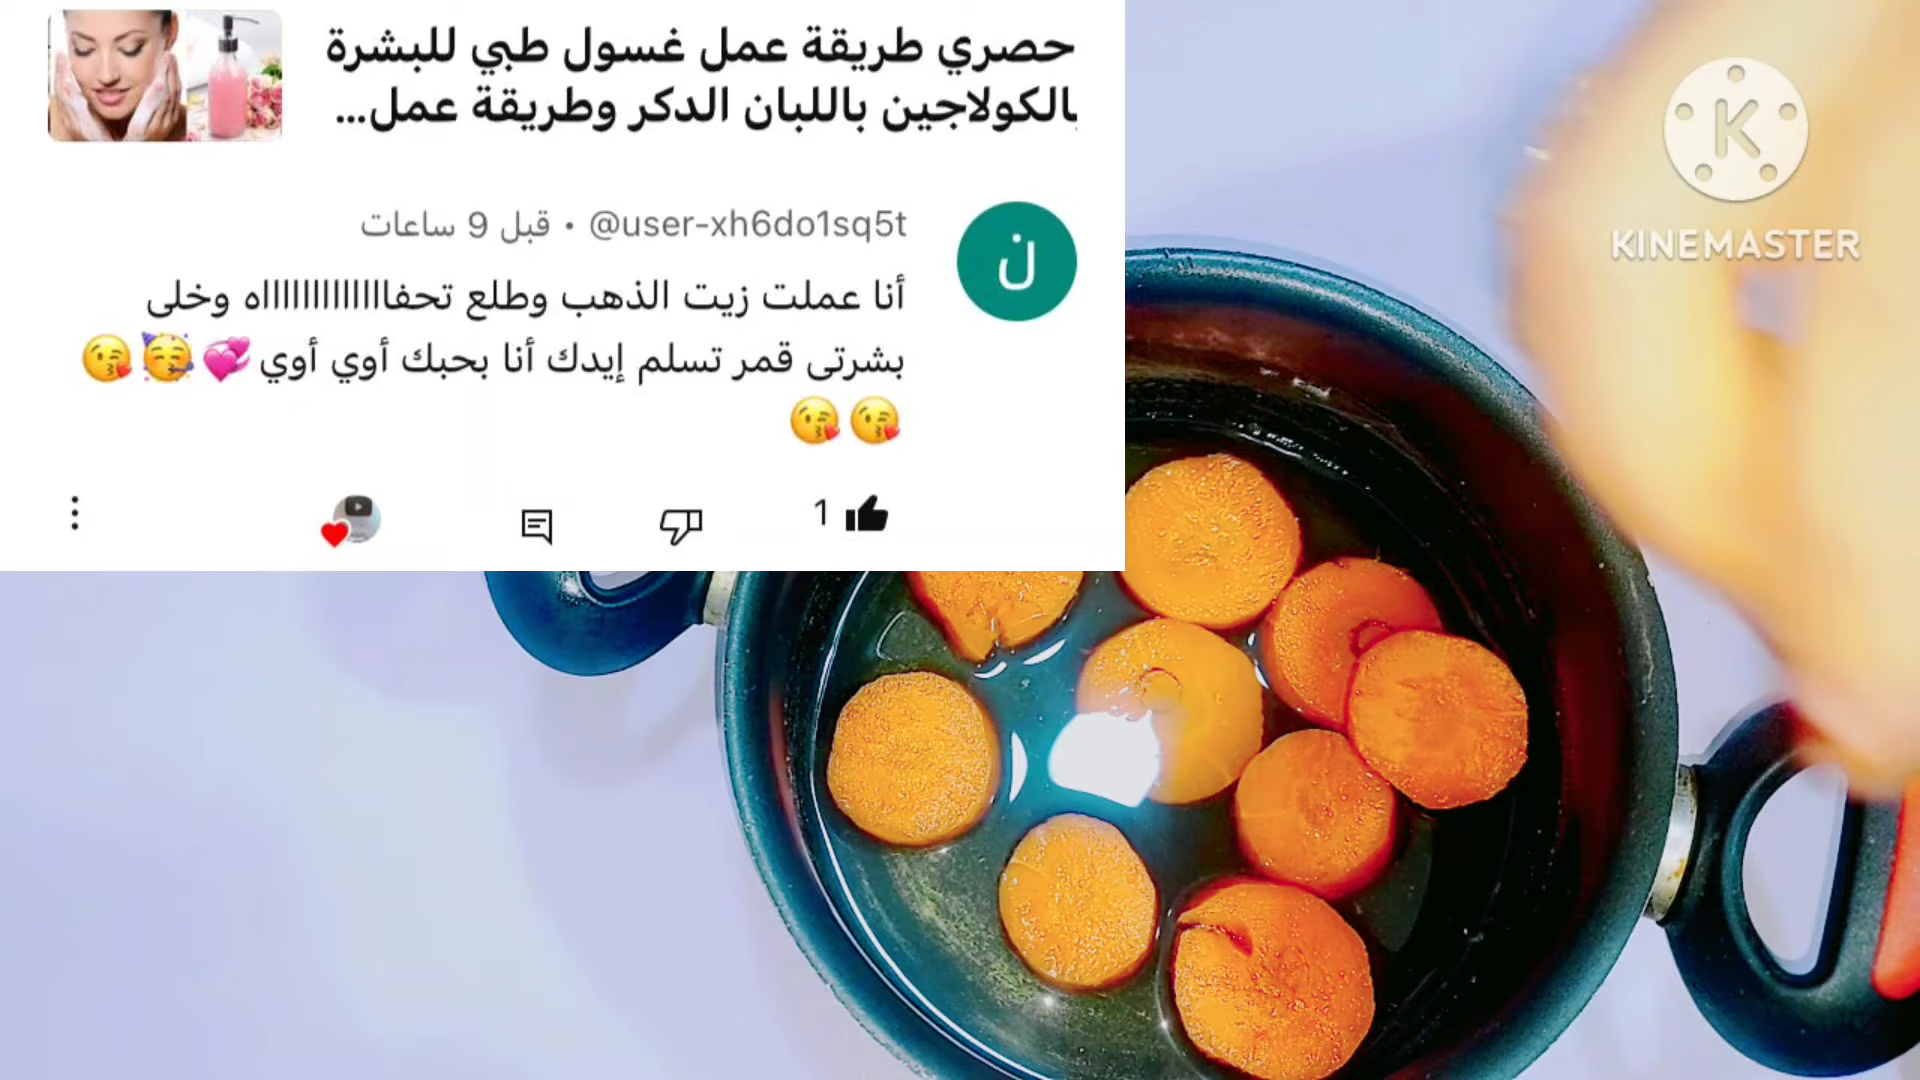 حصري طريقة عمل غسول طبي للبشرة
بالكولاجين باللبان الدكر وطريقة عمل...
@user-xh6do1sq5t • قبل 9 ساعات
ن
أنا عملت زيت الذهب وطلع تحفاااااااااااااه وخلى
بشرتى قمر تسلم إيدك أنا بحبك أوي أوي 💞🥳😘
😘😘
1
K
KINEMASTER